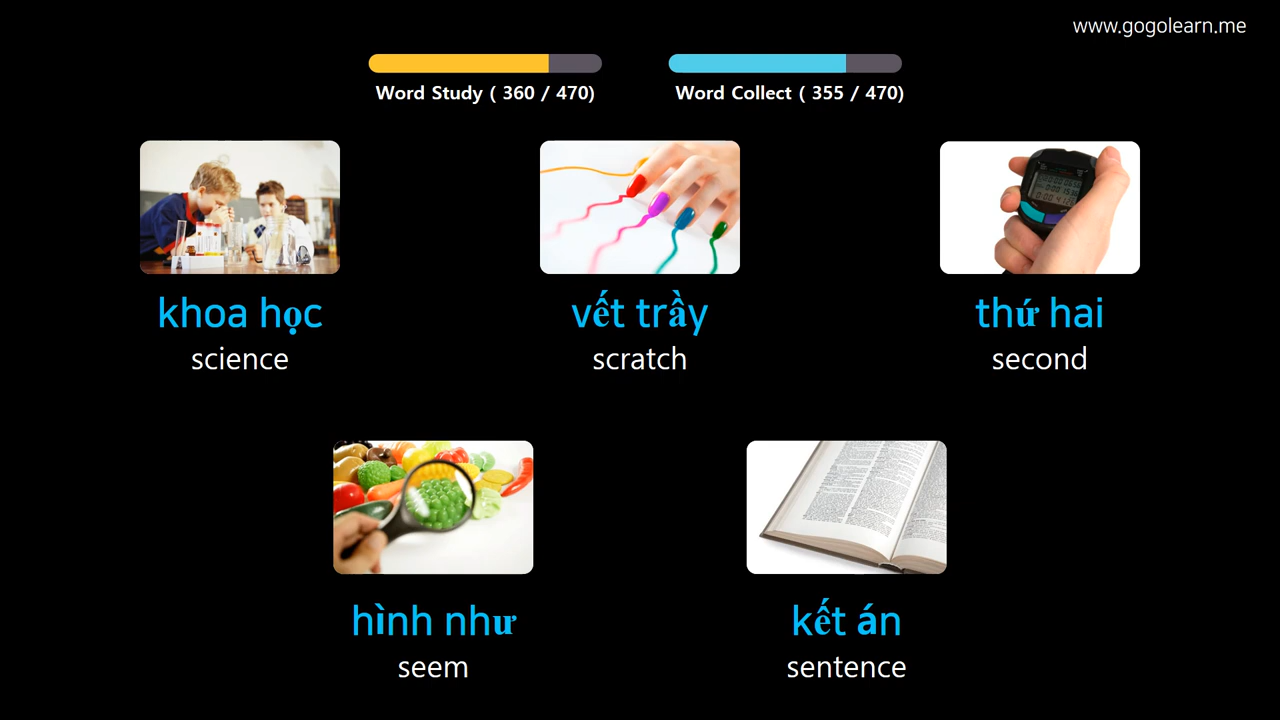 www.gogolearn.me
Word Study ( 360 / 470)
Word Collect ( 355 / 470)
khoa học
science
vết trầy
scratch
thứ hai
second
hình như
seem
kết án
sentence